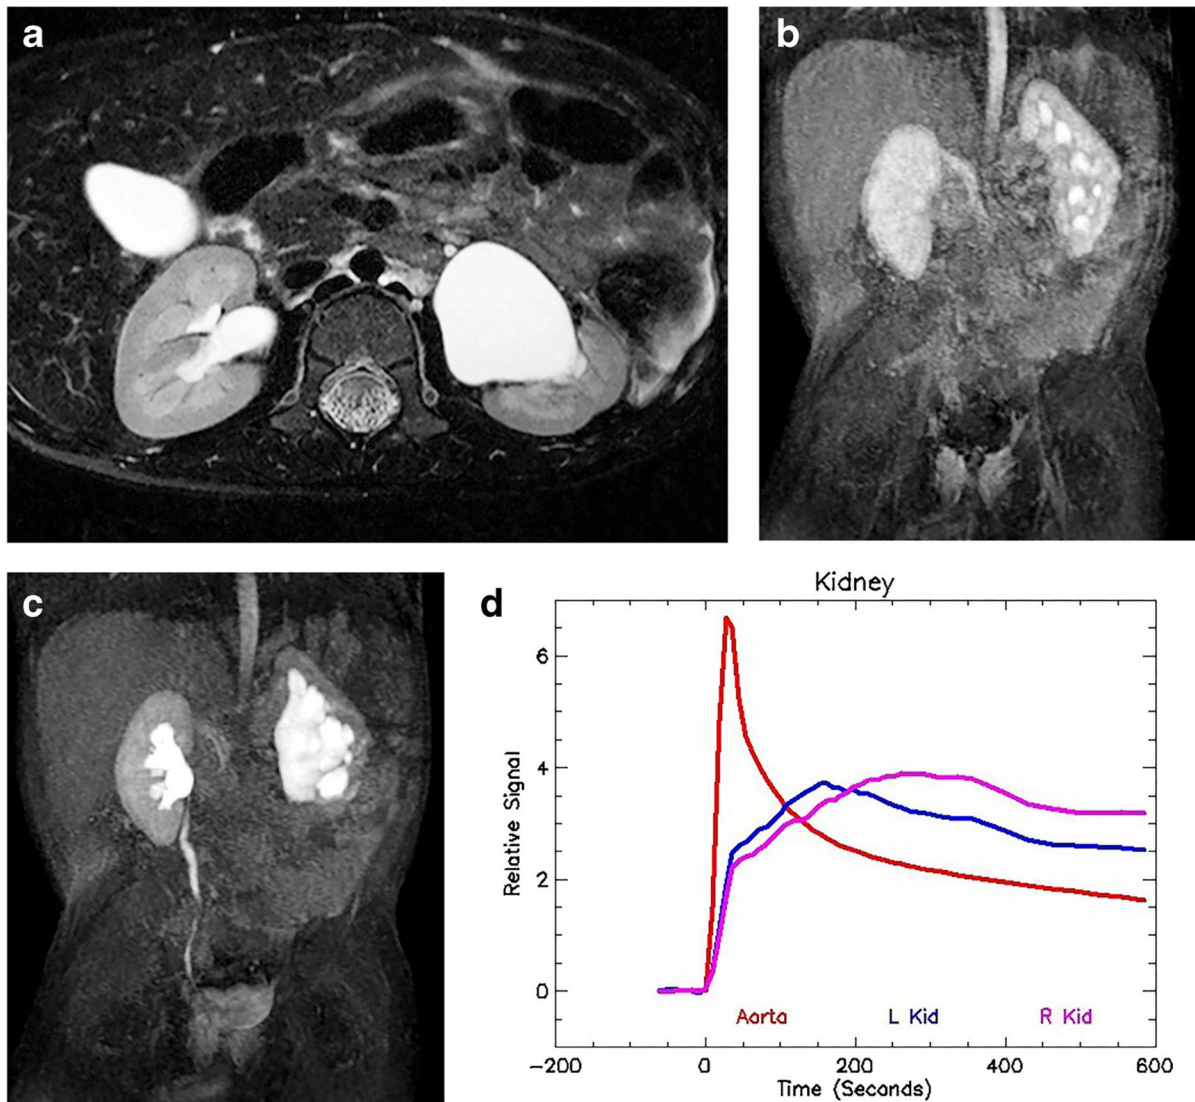 a
b
c
d
Kidney
6
4
2
0
Relative Signal
Aorta
L Kid
R Kid
-200
0
200
400
600
Time (Seconds)